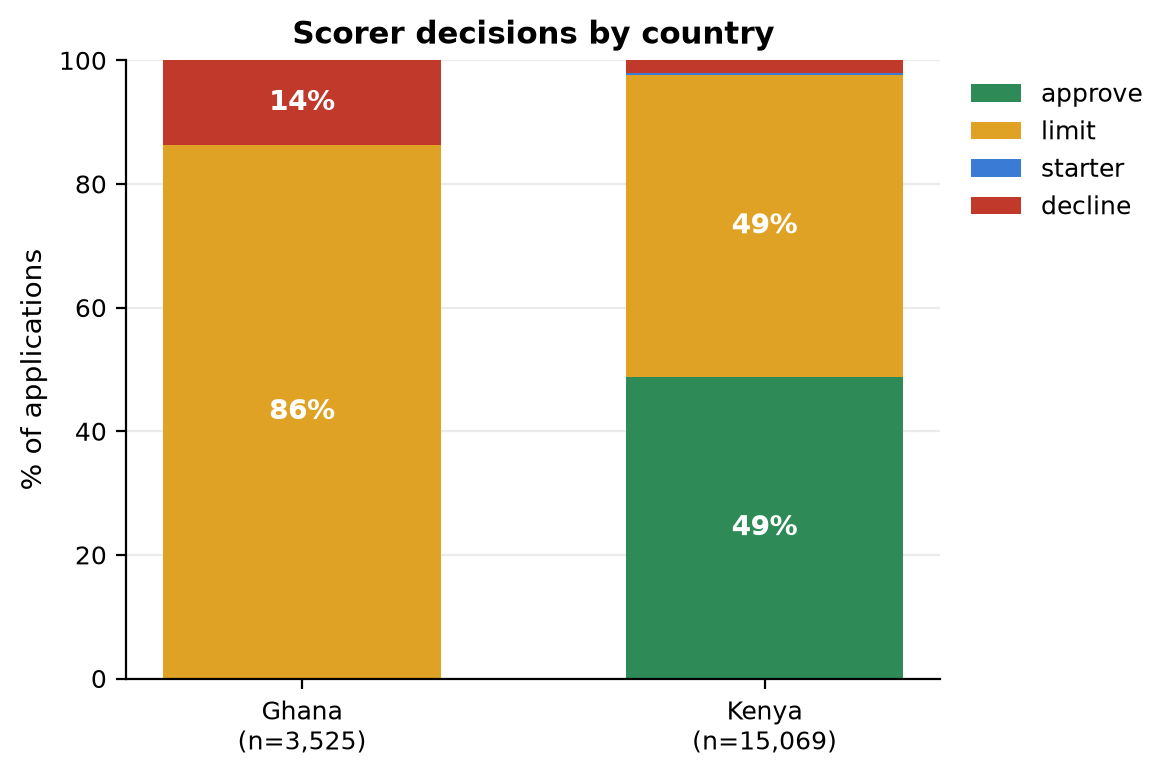 Scorer decisions by country
% of applications
100
80
60
40
20
0
14%
86%
49%
49%
Ghana
(n=3,525)
Kenya
(n=15,069)
approve
limit
starter
decline